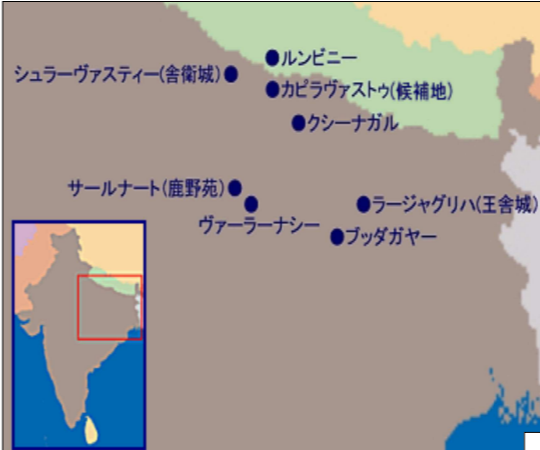 ルンビニー
シュラーヴァスティー(舎衛城)
カピラヴァストゥ(候補地)
クシーナガル
サールナート(鹿野苑)
ヴァーラーナシー
ラージャグリハ(王舎城)
ブッダガヤー